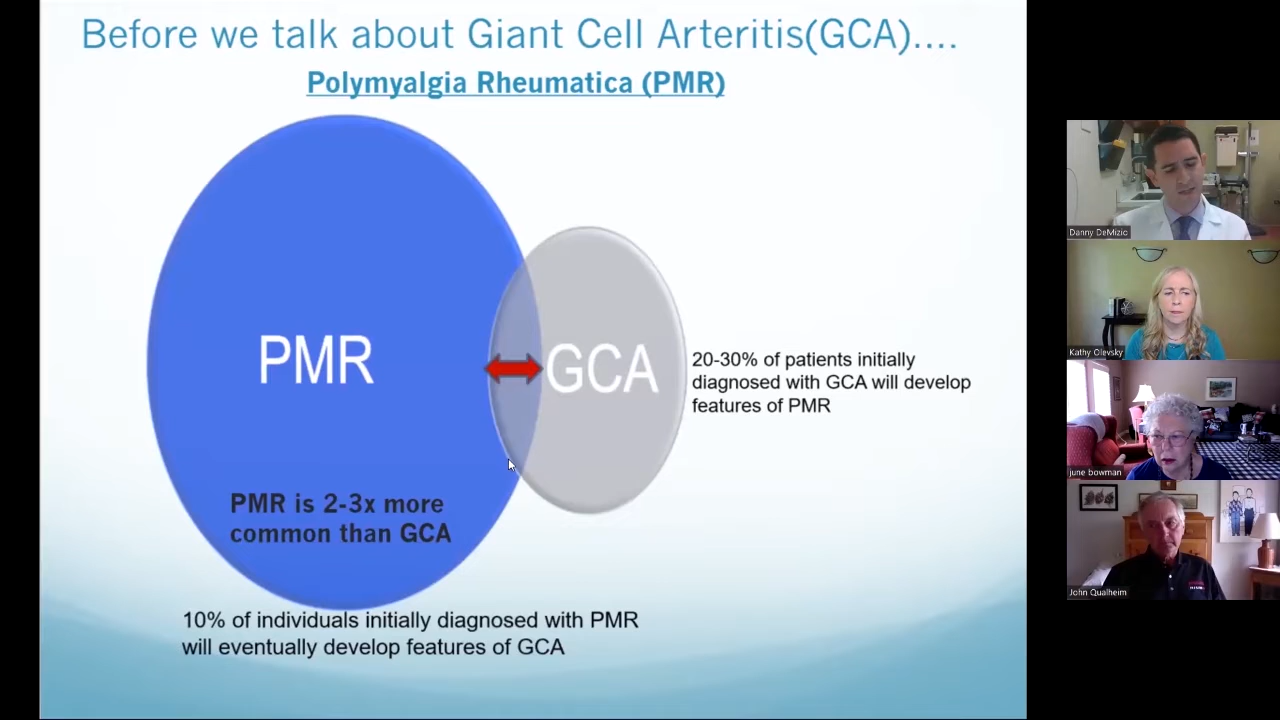 Before we talk about Giant Cell Arteritis(GCA)....
Polymyalgia Rheumatica (PMR)
PMR
GCA
20-30% of patients initially
diagnosed with GCA will develop
features of PMR
PMR is 2-3x more
common than GCA
10% of individuals initially diagnosed with PMR
will eventually develop features of GCA
Danny DeMizic
Kathy Olevsky
june bowman
John Qualheim